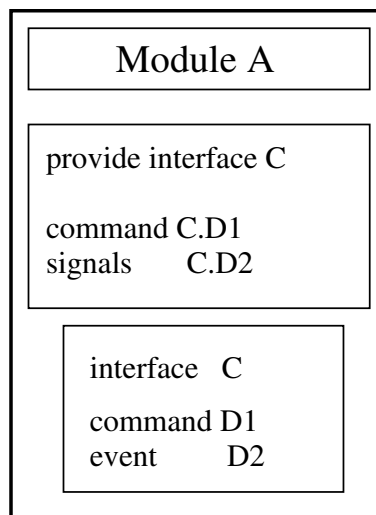 Module A
provide interface C
command C.D1
signals C.D2
interface C
command D1
event D2